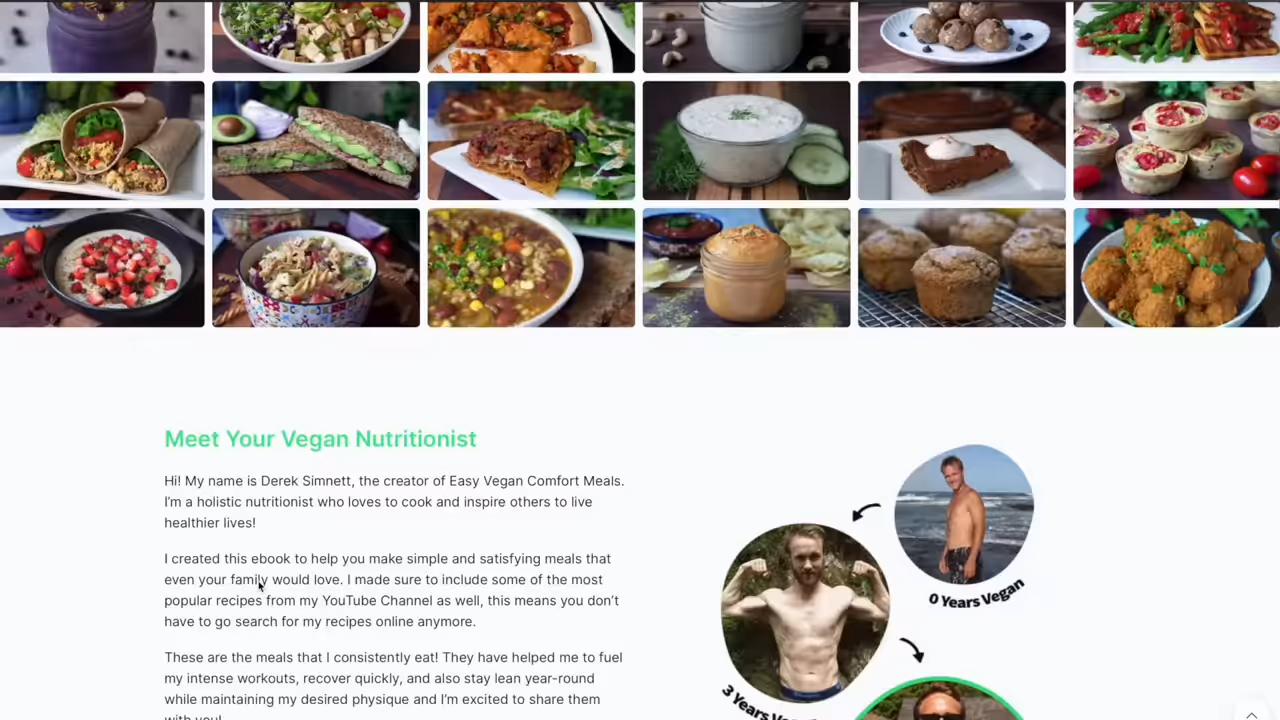 Meet Your Vegan Nutritionist
Hi! My name is Derek Simnett, the creator of Easy Vegan Comfort Meals.
I'm a holistic nutritionist who loves to cook and inspire others to live
healthier lives!
I created this ebook to help you make simple and satisfying meals that
even your family would love. I made sure to include some of the most
popular recipes from my YouTube Channel as well, this means you don't
have to go search for my recipes online anymore.
These are the meals that I consistently eat! They have helped me to fuel
my intense workouts, recover quickly, and also stay lean year-round
while maintaining my desired physique and I'm excited to share them
with you!
0 Years Vegan
3 Years